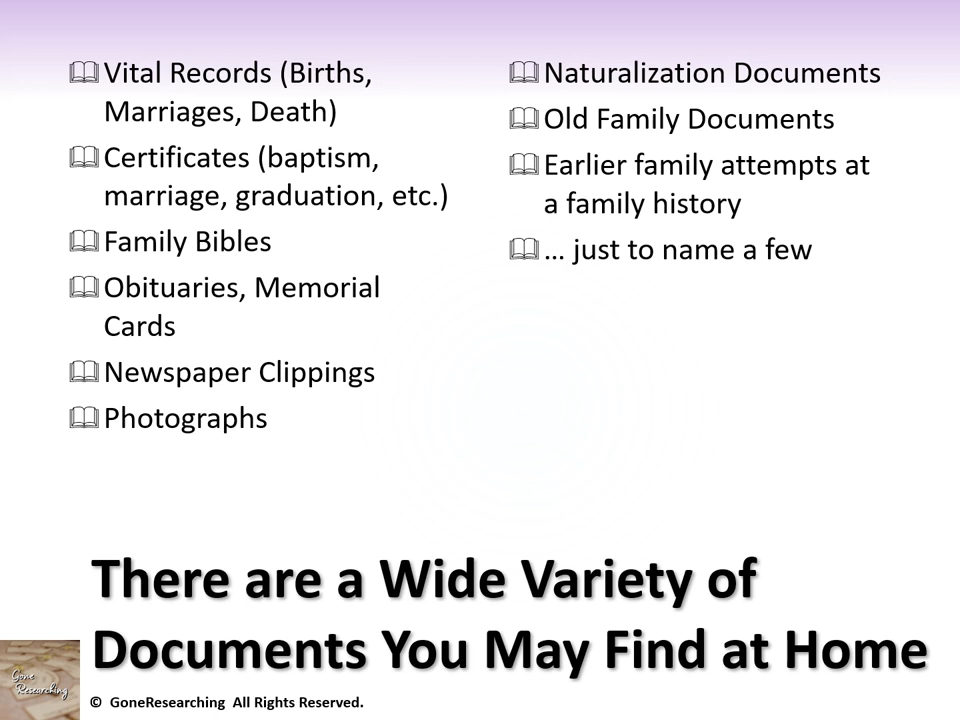 Vital Records (Births,
Marriages, Death)
Certificates (baptism,
marriage, graduation, etc.)
Family Bibles
Obituaries, Memorial
Cards
Newspaper Clippings
Photographs
Naturalization Documents
Old Family Documents
Earlier family attempts at
a family history
… just to name a few
There are a Wide Variety of
Documents You May Find at Home
Gone
Researching
© GoneResearching All Rights Reserved.